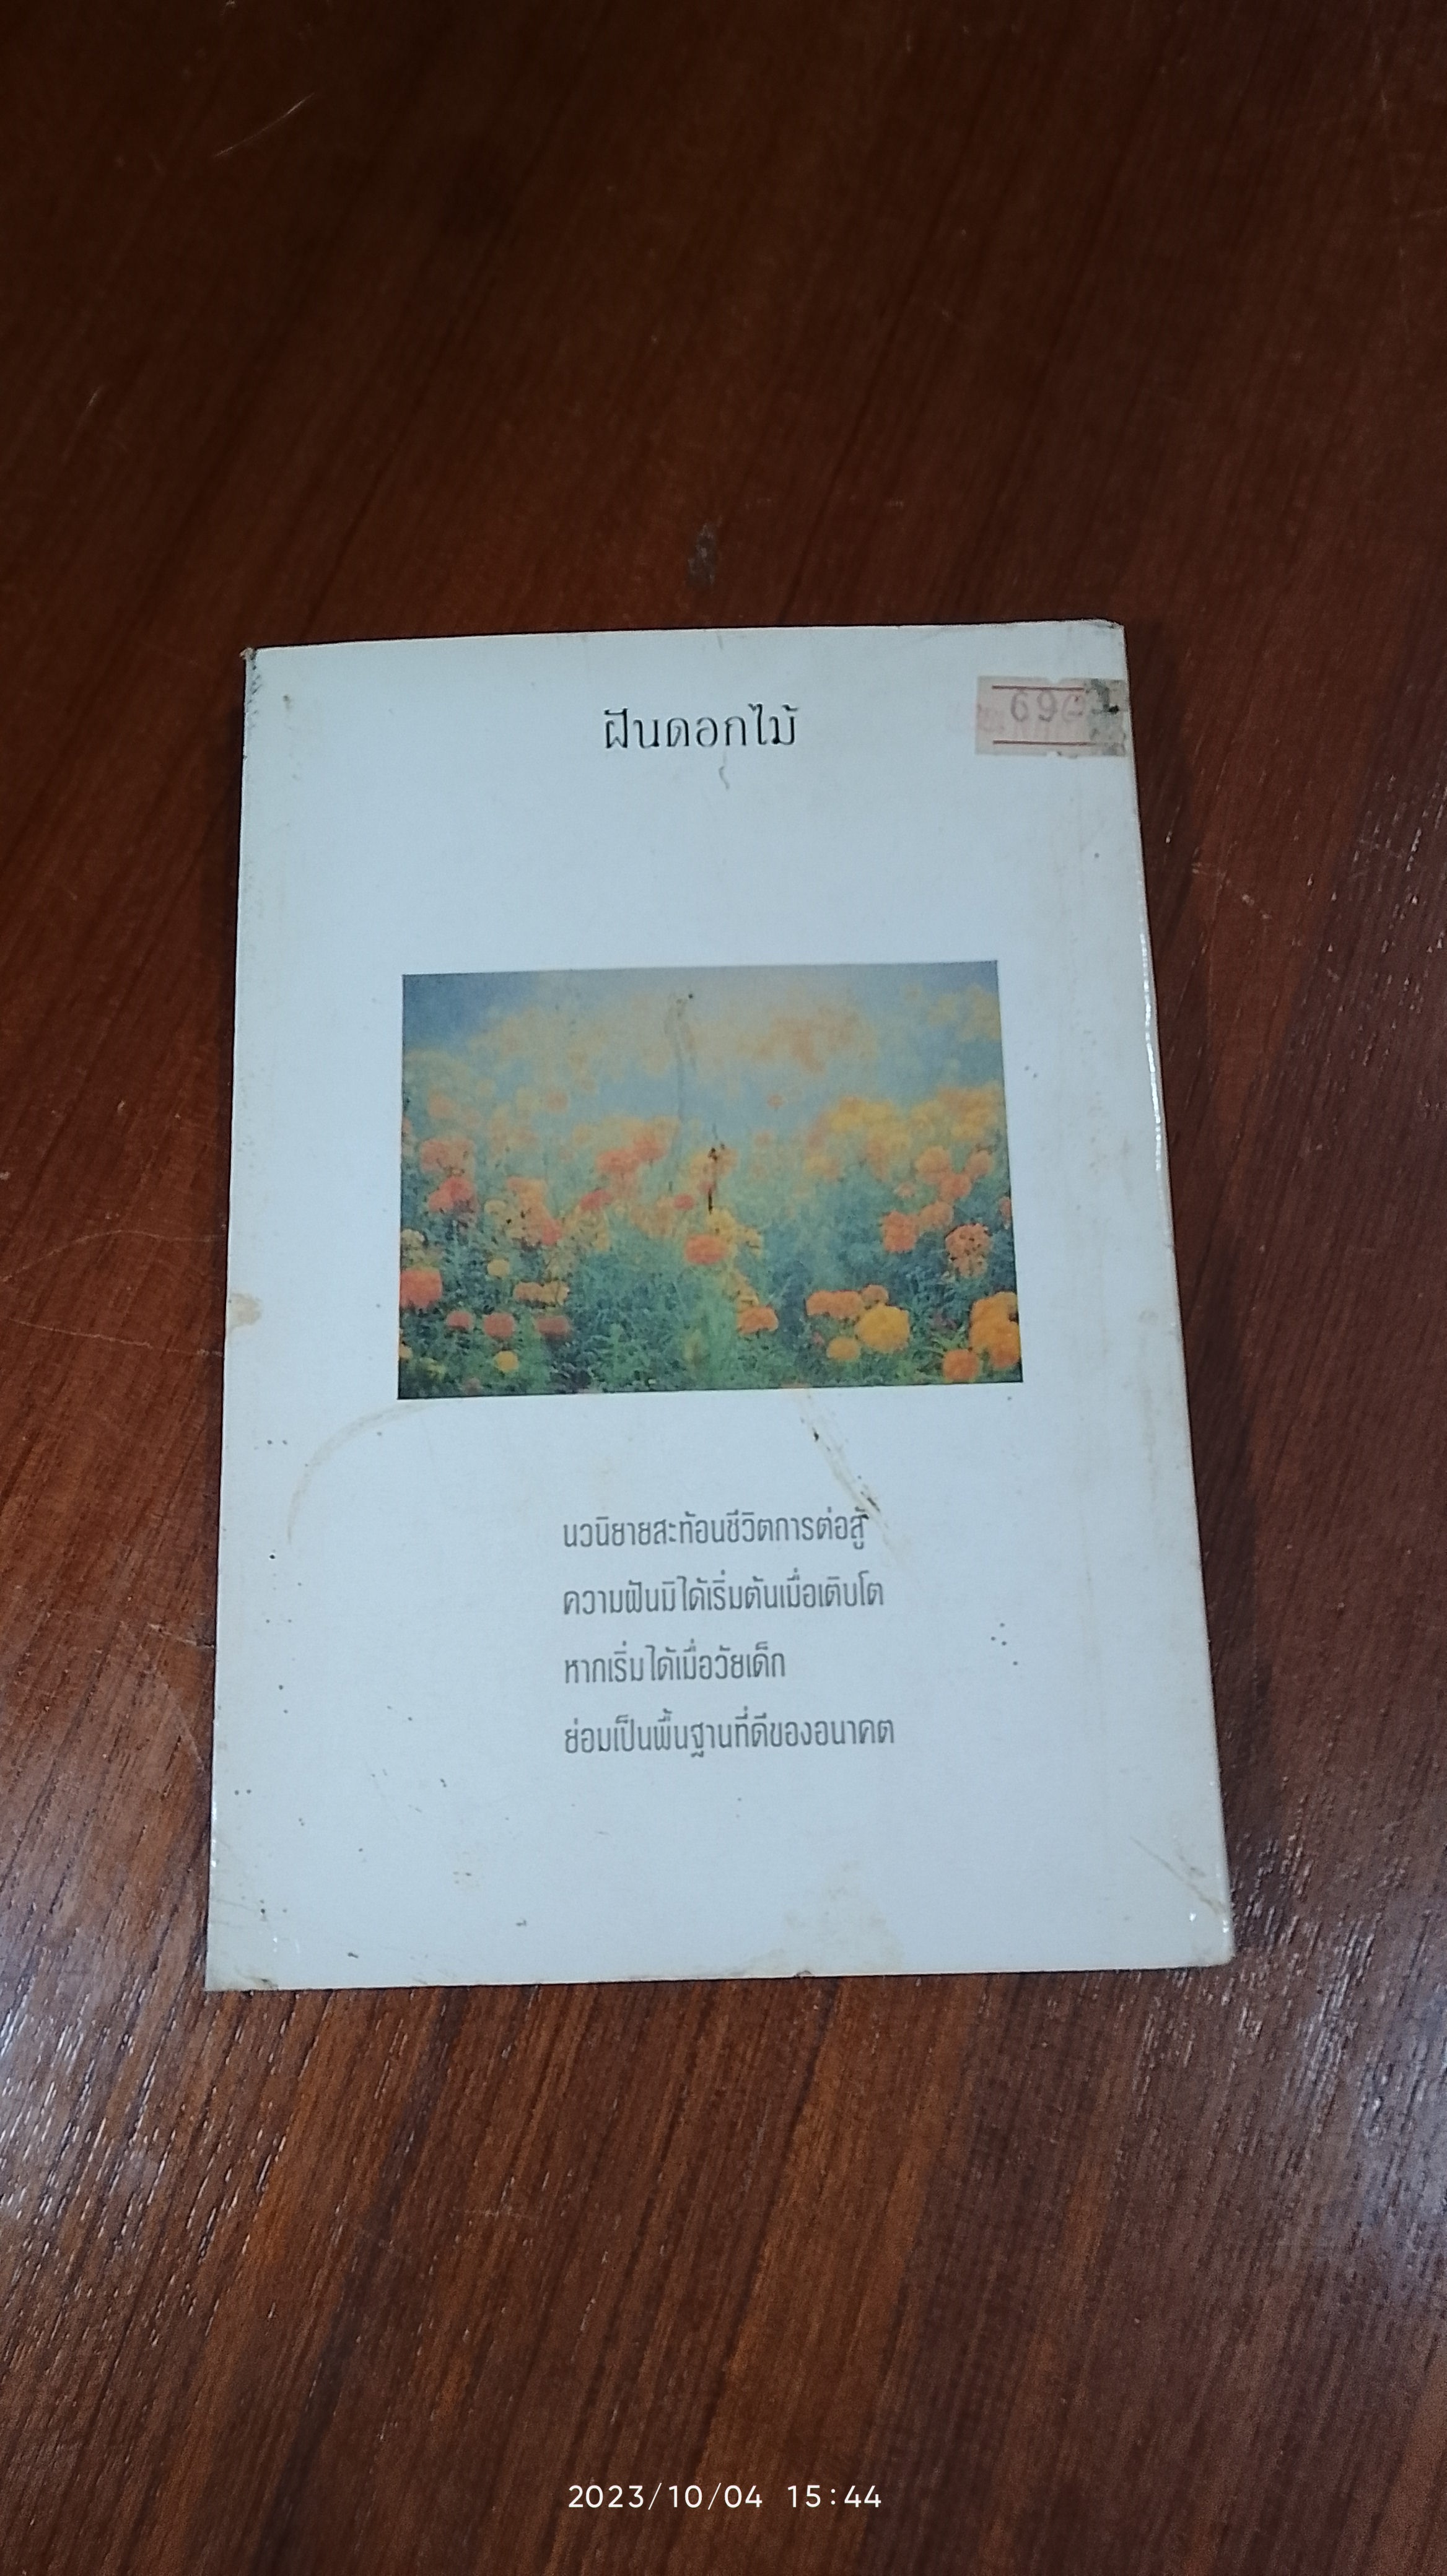 ฝันดอกไม้
นวนิยายสะท้อนชีวิตการต่อสู้
ความฝันมิได้เริ่มต้นเมื่อเติบโต
หากเริ่มได้เมื่อวัยเด็ก
ย่อมเป็นพื้นฐานที่ดีของอนาคต
2023/10/04 15:44